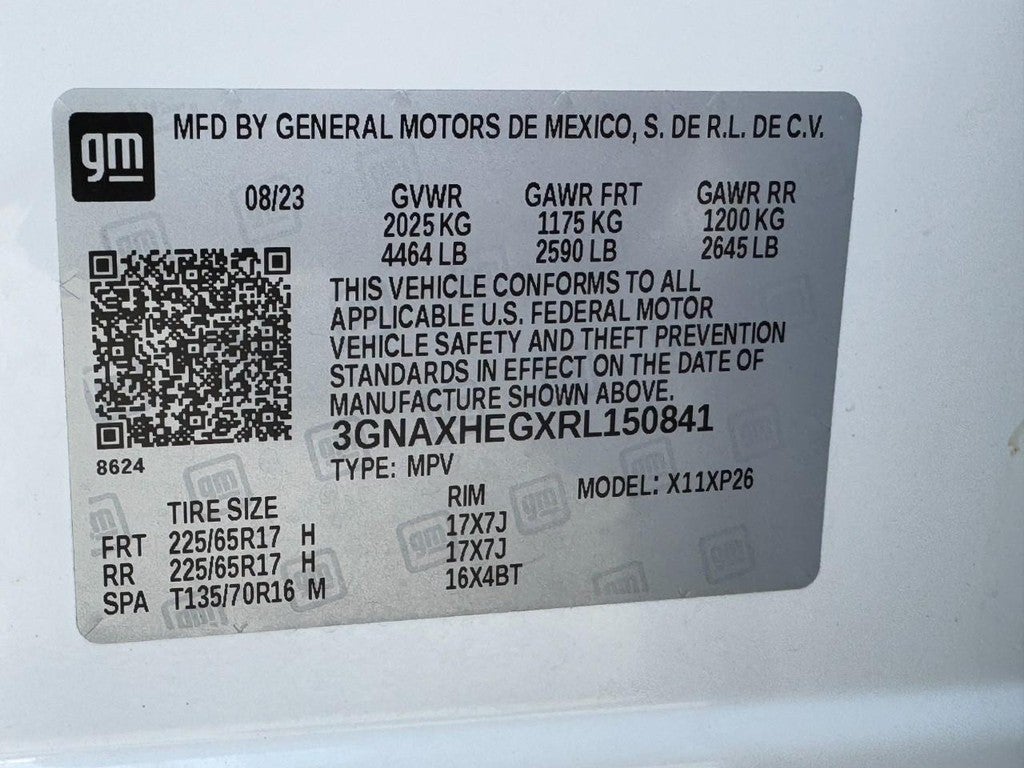 gm MFD BY GENERAL MOTORS DE MEXICO, S. DE R.L. DE C.V.
08/23 GVWR GAWR FRT GAWR RR
2025 KG 1175 KG 1200 KG
4464 LB 2590 LB 2645 LB
THIS VEHICLE CONFORMS TO ALL
APPLICABLE U.S. FEDERAL MOTOR
VEHICLE SAFETY AND THEFT PREVENTION
STANDARDS IN EFFECT ON THE DATE OF
MANUFACTURE SHOWN ABOVE.
3GNAXHEGXRL150841
8624 TYPE: MPV
TIRE SIZE RIM MODEL: X11XP26
FRT 225/65R17 H 17X7J
RR 225/65R17 H 17X7J
SPA T135/70R16 M 16X4BT